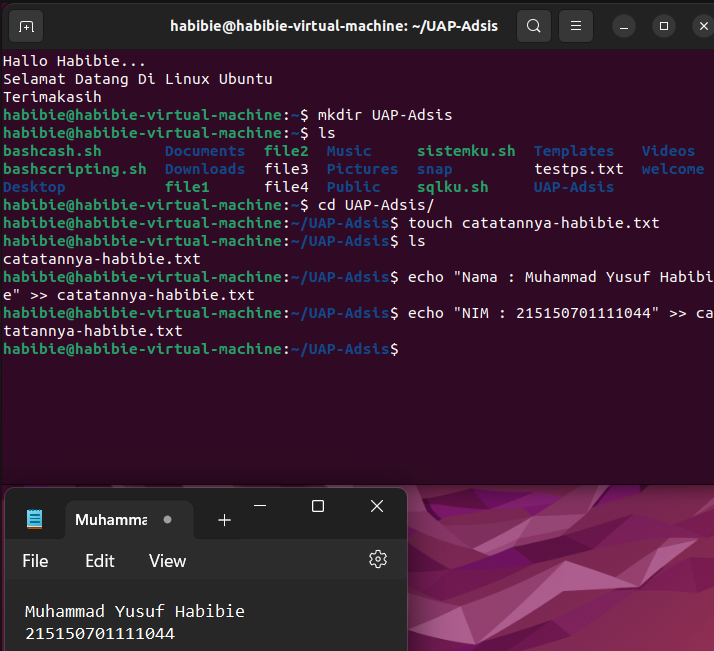 habibie@habibie-virtual-machine: ~/UAP-Adsis
Hallo Habibie...
Selamat Datang Di Linux Ubuntu
Terimakasih
habibie@habibie-virtual-machine:~$ mkdir UAP-Adsis
habibie@habibie-virtual-machine:~$ ls
bashcash.sh Documents file2 Music sistemku.sh Templates Videos
bashscripting.sh Downloads file3 Pictures snap testps.txt welcome
Desktop file1 file4 Public sqlku.sh UAP-Adsis
habibie@habibie-virtual-machine:~$ cd UAP-Adsis/
habibie@habibie-virtual-machine:~/UAP-Adsis$ touch catatannya-habibie.txt
habibie@habibie-virtual-machine:~/UAP-Adsis$ ls
catatannya-habibie.txt
habibie@habibie-virtual-machine:~/UAP-Adsis$ echo "Nama : Muhammad Yusuf Habibi
e" >> catatannya-habibie.txt
habibie@habibie-virtual-machine:~/UAP-Adsis$ echo "NIM : 215150701111044" >> ca
tatannya-habibie.txt
habibie@habibie-virtual-machine:~/UAP-Adsis$
Muhamma
File Edit View
Muhammad Yusuf Habibie
215150701111044